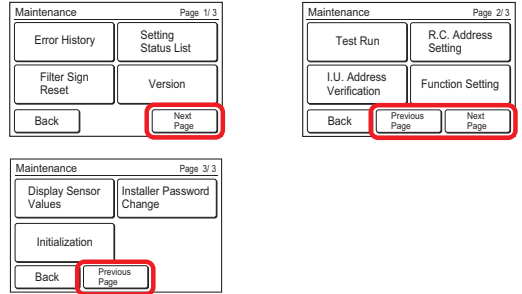 Maintenance Page 1/ 3
Error History
Setting
Status List
Filter Sign
Reset
Version
Back
Next
Page
Maintenance Page 2/ 3
Test Run
R.C. Address
Setting
I.U. Address
Verification
Function Setting
Back
Previous
Page
Next
Page
Maintenance Page 3/ 3
Display Sensor
Values
Installer Password
Change
Initialization
Back
Previous
Page